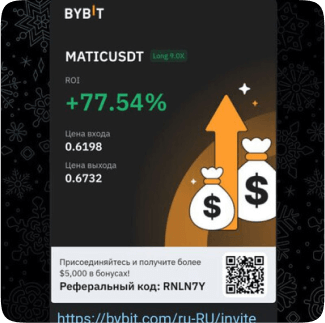 BYBIT
MATICUSDT Long 9.0X
ROI
+77.54%
Цена входа
0.6198
Цена выхода
0.6732
Присоединяйтесь и получите более
$5,000 в бонусах!
Реферальный код: RNLN7Y
https://bybit.com/ru-RU/invite